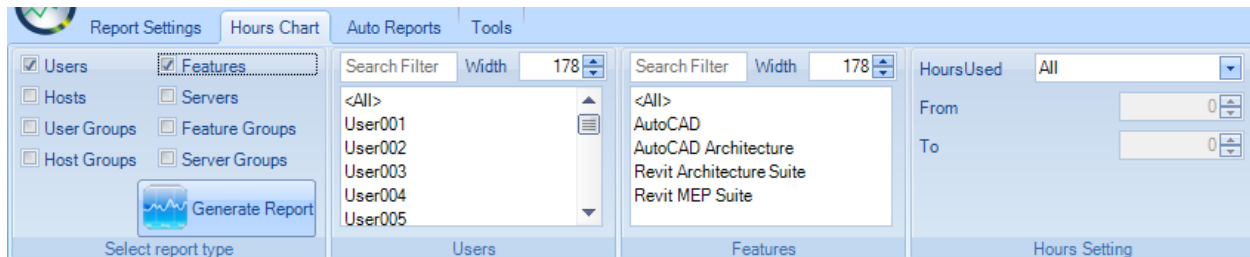 Report Settings Hours Chart Auto Reports Tools
Users Features
Hosts Servers
User Groups Feature Groups
Host Groups Server Groups
Generate Report
Select report type
Search Filter Width 178
<All>
User001
User002
User003
User004
User005
Users
Search Filter Width 178
<All>
AutoCAD
AutoCAD Architecture
Revit Architecture Suite
Revit MEP Suite
Features
HoursUsed All
From 0
To 0
Hours Setting